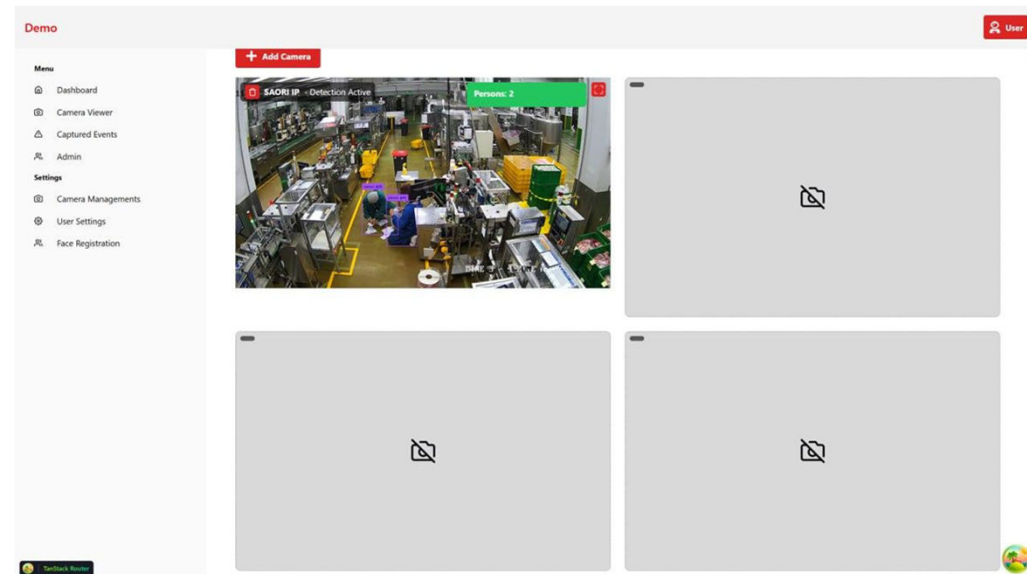 Demo
User
Menu
Dashboard
Camera Viewer
Captured Events
Admin
Settings
Camera Managements
User Settings
Face Registration
Add Camera
SAORI IP - Detection Active
Persons: 2
TanStack Router